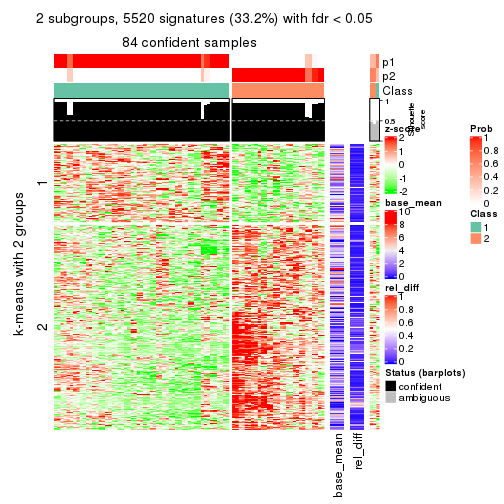 2 subgroups, 5520 signatures (33.2%) with fdr < 0.05
84 confident samples
p1
p2
Class
1
0.5
0
Silhouette
score
k-means with 2 groups
1
2
base_mean
rel_diff
z-score
2
1
0
-1
-2
base_mean
10
8
6
4
2
0
rel_diff
1
0.8
0.6
0.4
0.2
0
Status (barplots)
confident
ambiguous
Prob
1
0.8
0.6
0.4
0.2
0
Class
1
2